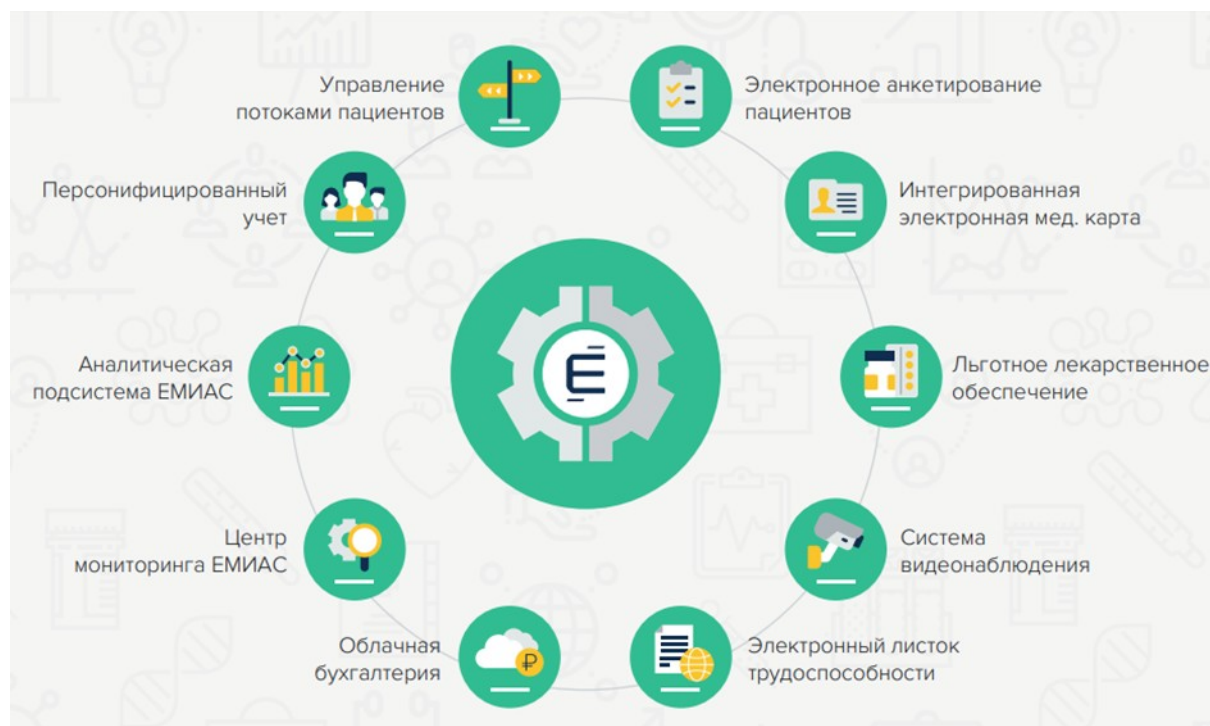 Управление
потоками пациентов
Электронное анкетирование
пациентов
Персонифицированный
учет
Интегрированная
электронная мед. карта
Аналитическая
подсистема ЕМИАС
Ё
Льготное лекарственное
обеспечение
Центр
мониторинга ЕМИАС
Система
видеонаблюдения
Облачная
бухгалтерия
₽
Электронный листок
трудоспособности